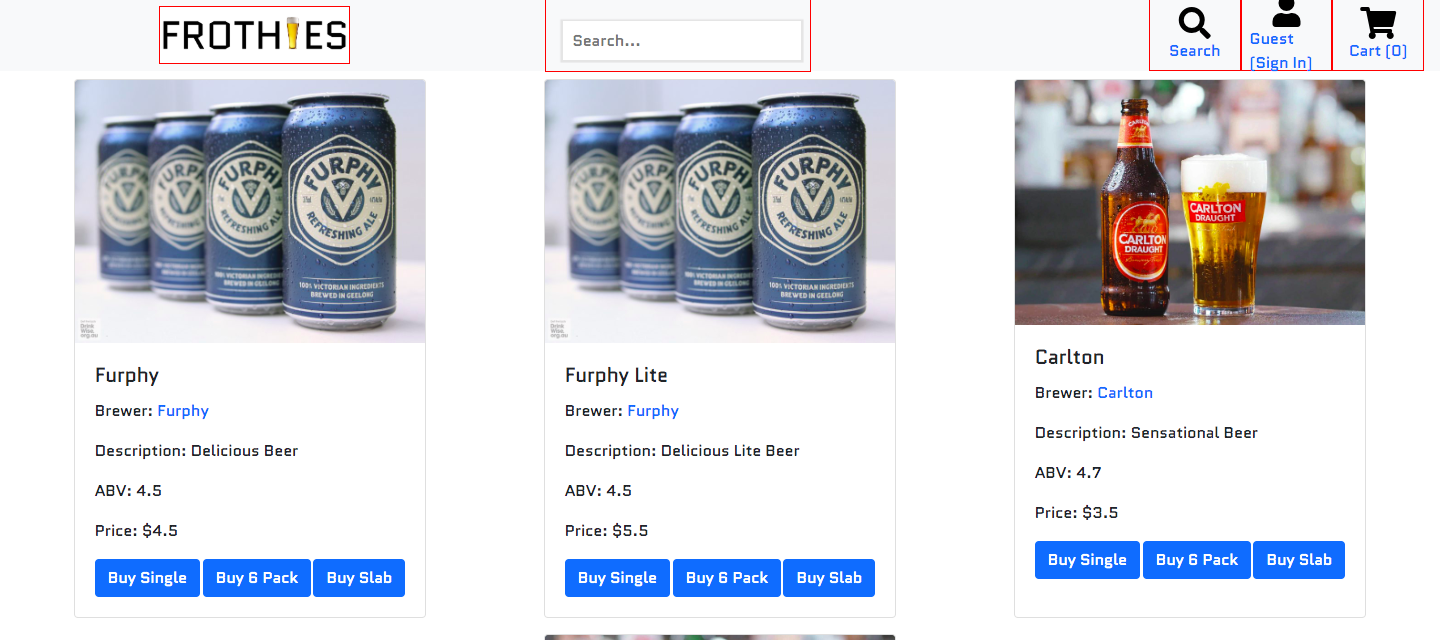 FROTHIES
Search...
Search
Guest
(Sign In)
Cart (0)
FURPHY
REFRESHING ALE
100% VICTORIAN INGREDIENTS
BREWED IN GEELONG
FURPHY
REFRESHING ALE
100% VICTORIAN INGREDIENTS
BREWED IN GEELONG
CARLTON
DRAUGHT
CARLTON
DRAUGHT
Furphy
Brewer: Furphy
Description: Delicious Beer
ABV: 4.5
Price: $4.5
Buy Single
Buy 6 Pack
Buy Slab
Furphy Lite
Brewer: Furphy
Description: Delicious Lite Beer
ABV: 4.5
Price: $5.5
Buy Single
Buy 6 Pack
Buy Slab
Carlton
Brewer: Carlton
Description: Sensational Beer
ABV: 4.7
Price: $3.5
Buy Single
Buy 6 Pack
Buy Slab